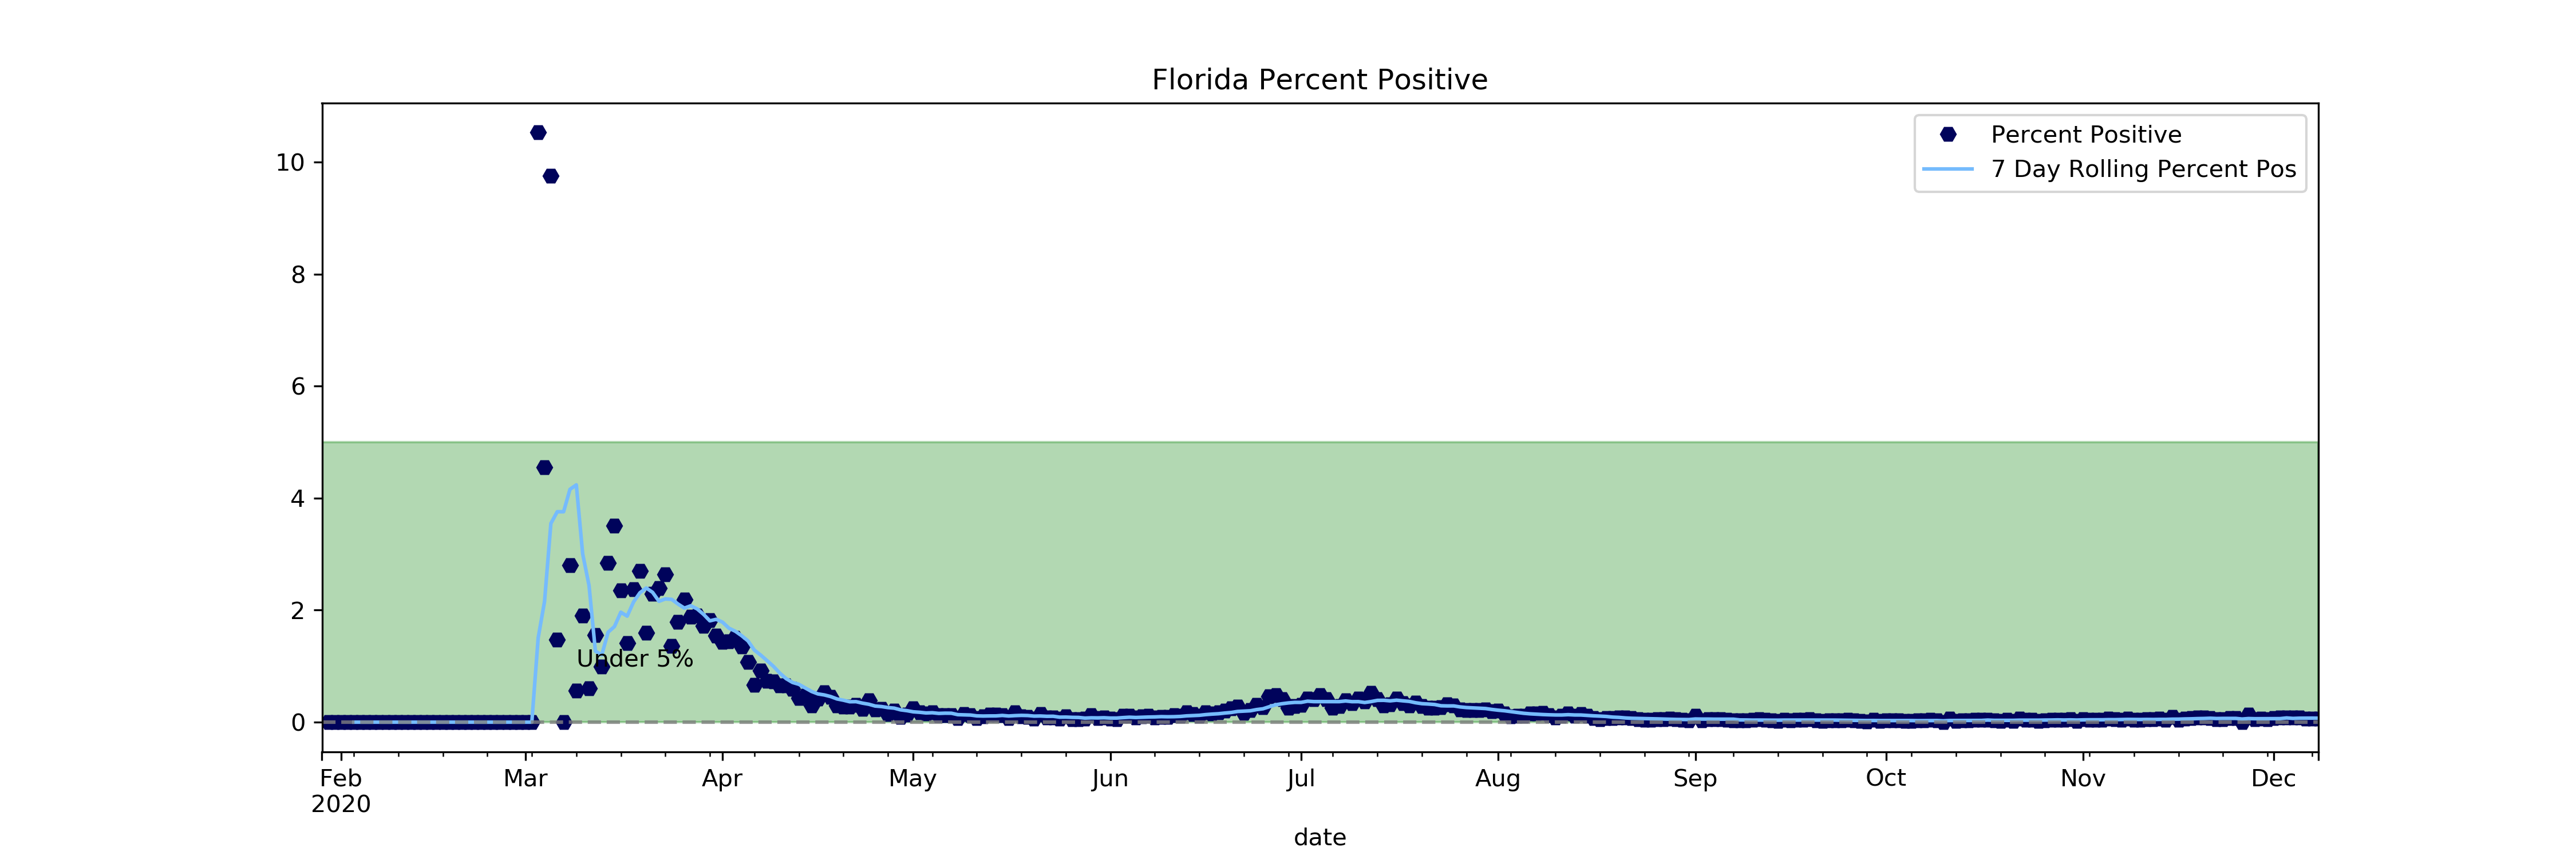 Florida Percent Positive
Percent Positive
7 Day Rolling Percent Pos
10
8
6
4
2
0
Under 5%
Feb Mar Apr May Jun Jul Aug Sep Oct Nov Dec
2020
date